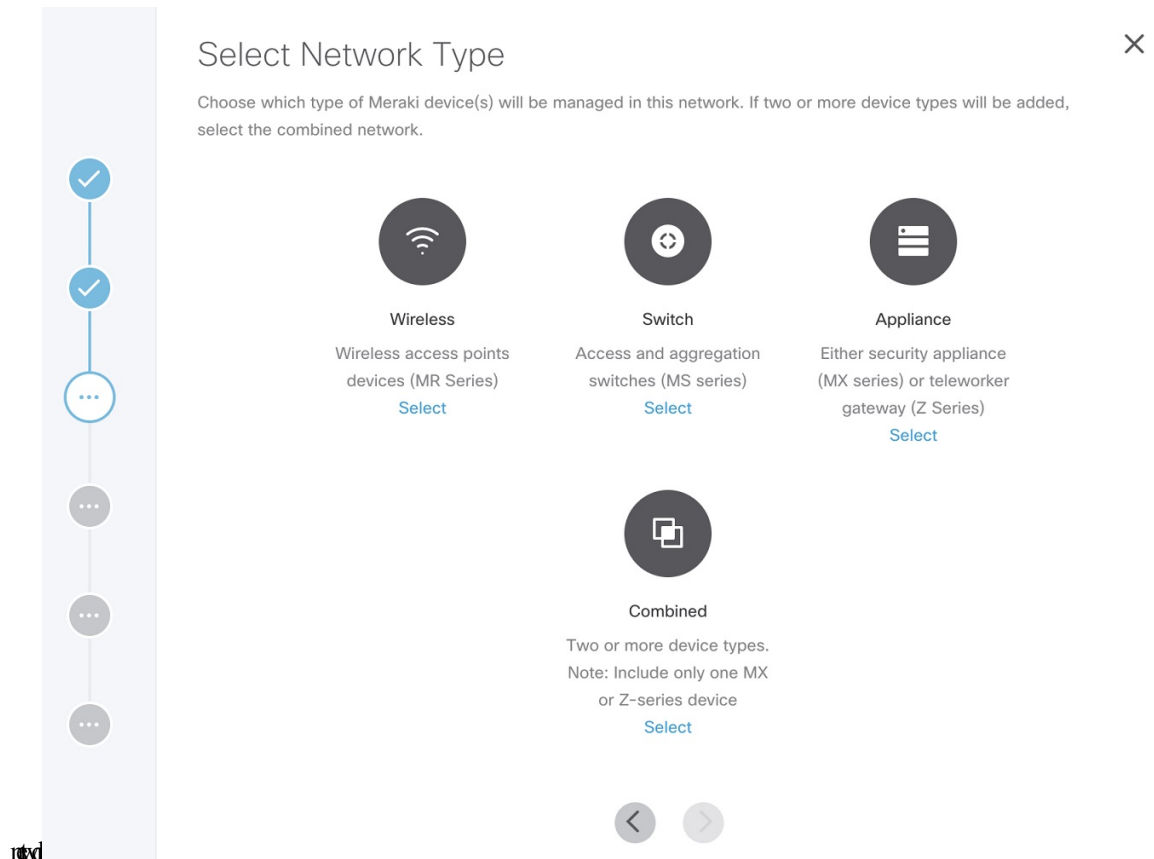 Select Network Type
Choose which type of Meraki device(s) will be managed in this network. If two or more device types will be added,
select the combined network.
Wireless
Wireless access points
devices (MR Series)
Select
Switch
Access and aggregation
switches (MS series)
Select
Appliance
Either security appliance
(MX series) or teleworker
gateway (Z Series)
Select
Combined
Two or more device types.
Note: Include only one MX
or Z-series device
Select